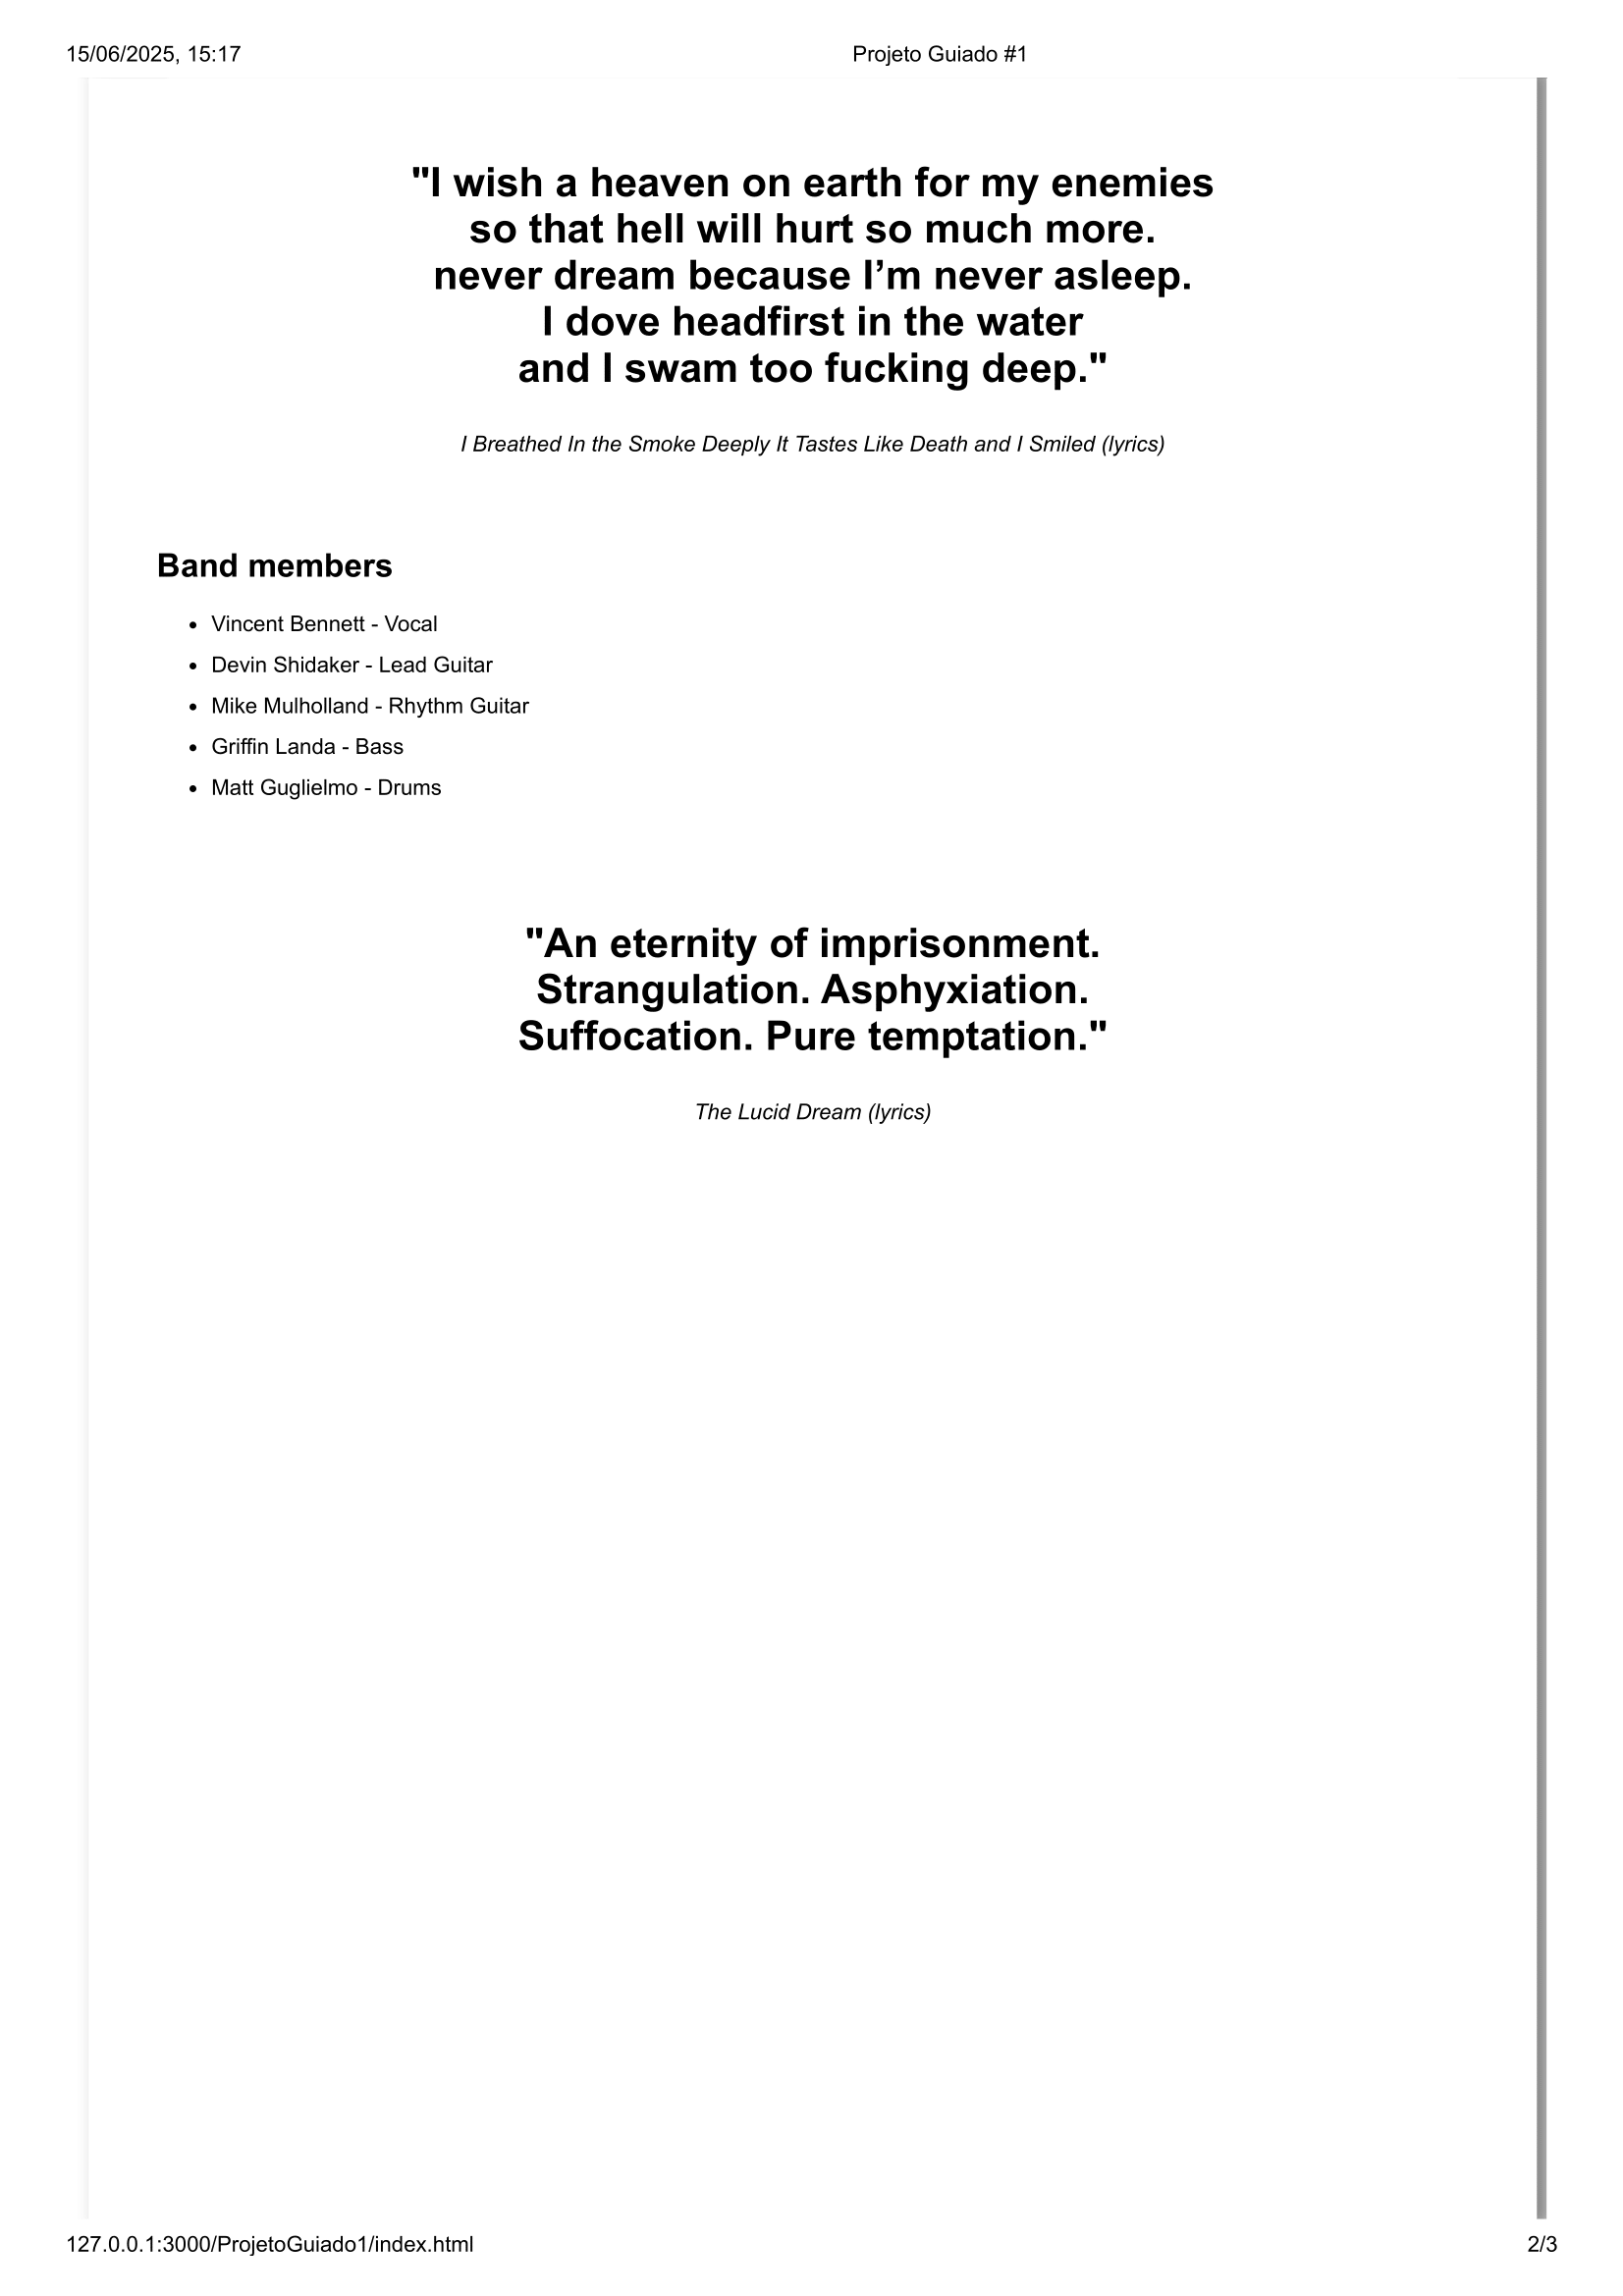 15/06/2025, 15:17
Projeto Guiado #1
"I wish a heaven on earth for my enemies
so that hell will hurt so much more.
never dream because I’m never asleep.
I dove headfirst in the water
and I swam too fucking deep."
I Breathed In the Smoke Deeply It Tastes Like Death and I Smiled (lyrics)
Band members
• Vincent Bennett - Vocal
• Devin Shidaker - Lead Guitar
• Mike Mulholland - Rhythm Guitar
• Griffin Landa - Bass
• Matt Guglielmo - Drums
"An eternity of imprisonment.
Strangulation. Asphyxiation.
Suffocation. Pure temptation."
The Lucid Dream (lyrics)
127.0.0.1:3000/ProjetoGuiado1/index.html
2/3